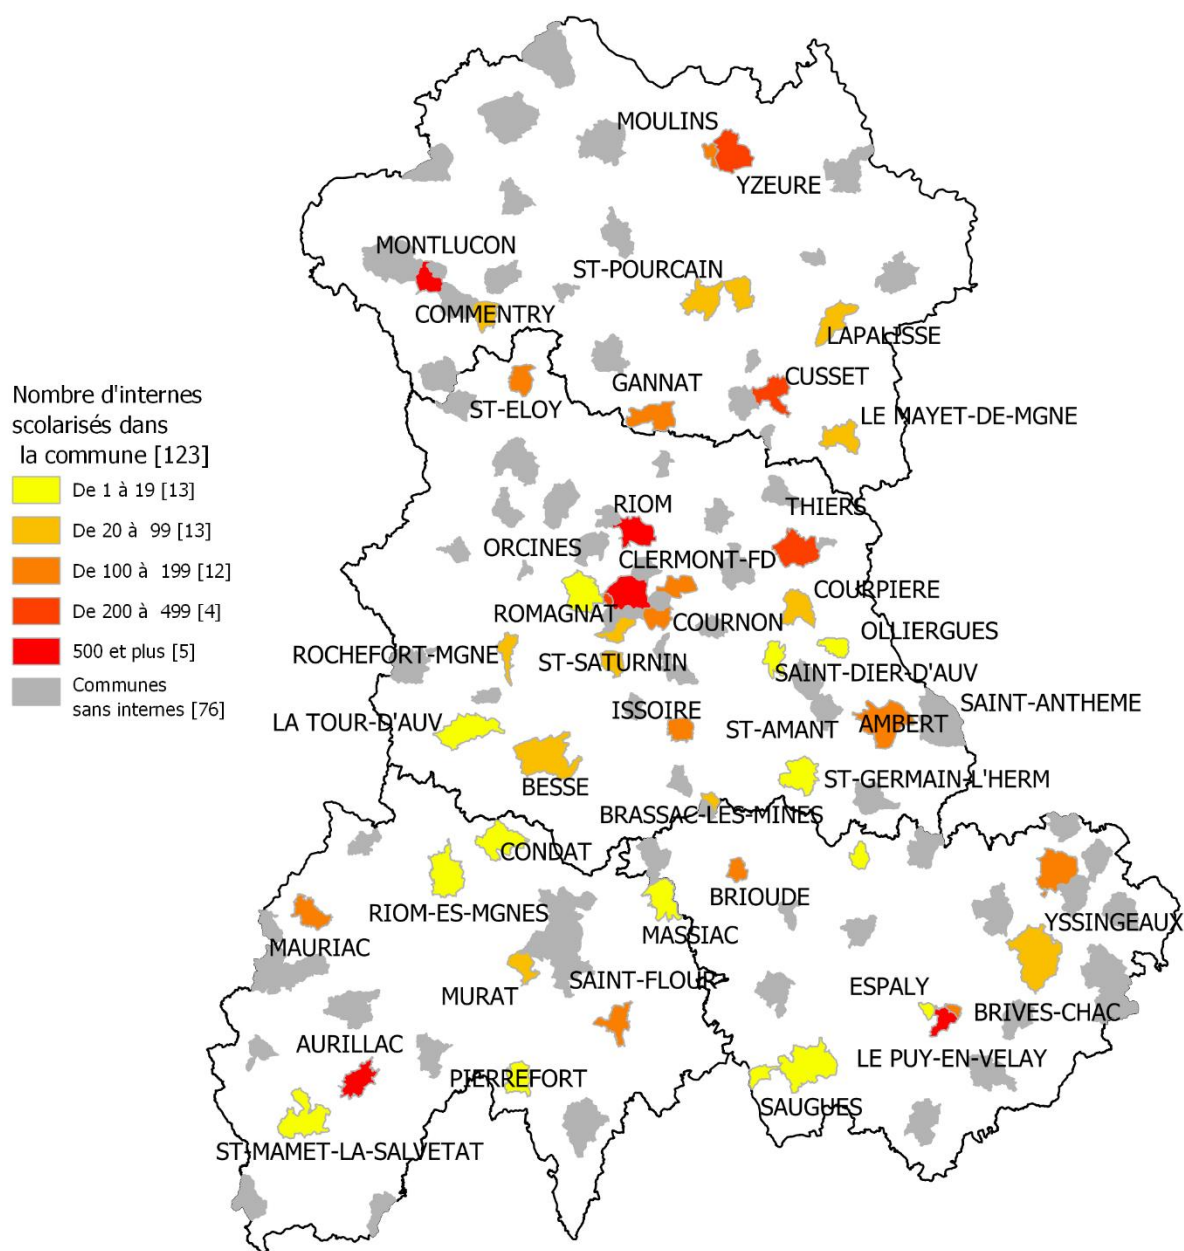 MOULINS
YZEURE
MONTLUCON
ST-POURCAIN
COMMENTRY
LAPALISSE
Nombre d'internes
scolarisés dans
la commune [123]
De 1 à 19 [13]
De 20 à 99 [13]
De 100 à 199 [12]
De 200 à 499 [4]
500 et plus [5]
Communes
sans internes [76]
GANNAT
CUSSET
ST-ELOY
LE MAYET-DE-MGNE
RIOM
THIERS
ORCINES
CLERMONT-FD
COURPIERE
ROMAGNAT
COURNON
OLLIERGUES
ROCHEFORT-MGNE
ST-SATURNIN
SAINT-DIER-D'AUV
SAINT-ANTHEME
LA TOUR-D'AUV
ISSOIRE
ST-AMANT
AMBERT
BESSE
ST-GERMAIN-L'HERM
BRASSAC-LES-MINES
CONDAT
BRIOUDE
RIOM-ES-MGNES
YSSINGEAUX
MAURIAC
MASSIAC
MURAT
SAINT-FLOUR
ESPALY
BRIVES-CHAC
AURILLAC
LE PUY-EN-VELAY
PIERREFORT
SAUGUES
ST-MAMET-LA-SALVETAT